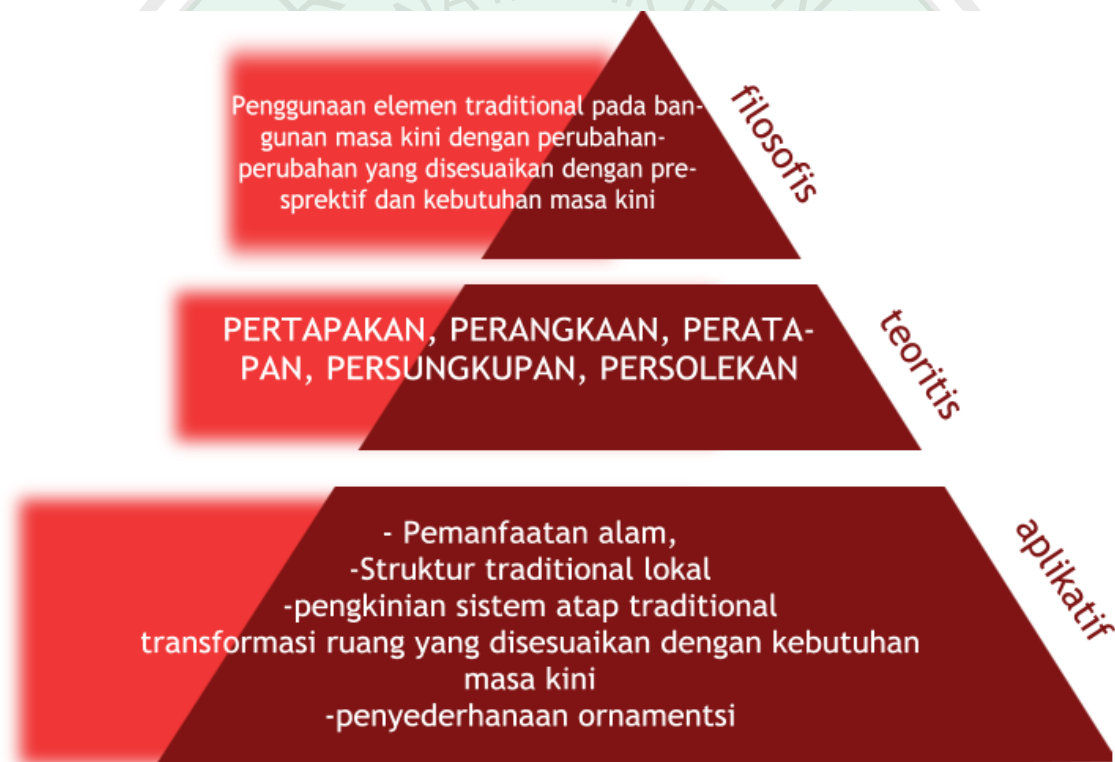 Penggunaan elemen traditional pada ban-
gunan masa kini dengan perubahan-
perubahan yang disesuaikan dengan pre-
sprektif dan kebutuhan masa kini
filosofis
PERTAPAKAN, PERANGKAAN, PERATA-
PAN, PERSUNGKUPAN, PERSOLEKAN
teoritis
- Pemanfaatan alam,
-Struktur traditional lokal
-pengkinian sistem atap traditional
transformasi ruang yang disesuaikan dengan kebutuhan
masa kini
-penyederhanaan ornamentsi
aplikatif